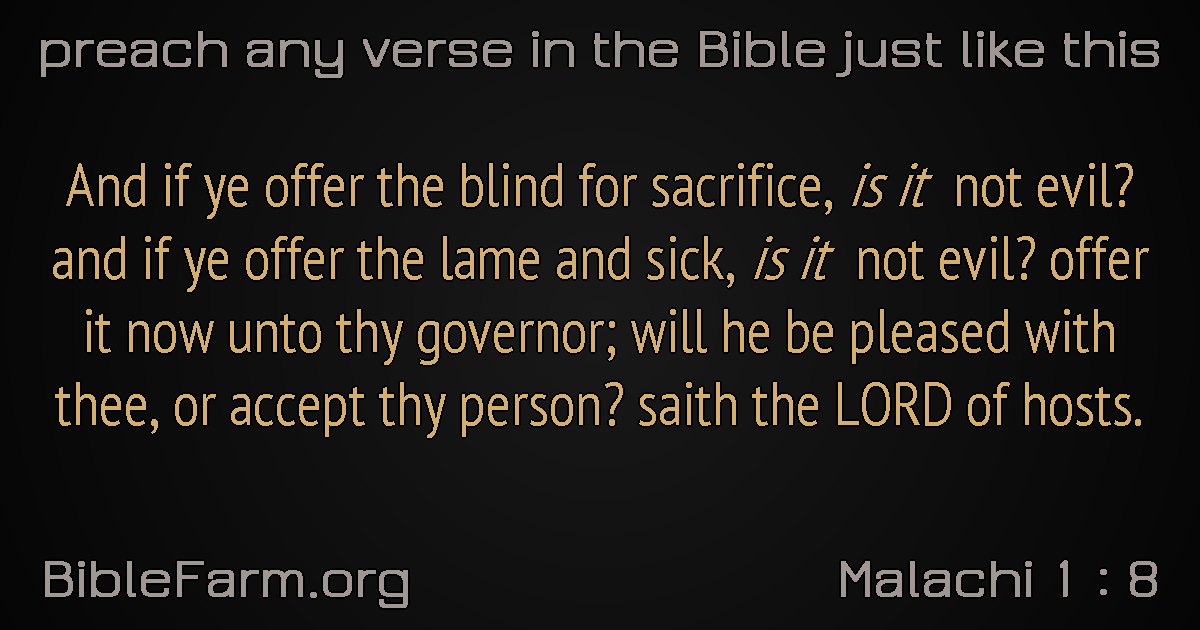 preach any verse in the Bible just like this
And if ye offer the blind for sacrifice, is it not evil?
and if ye offer the lame and sick, is it not evil? offer
it now unto thy governor; will he be pleased with
thee, or accept thy person? saith the LORD of hosts.
BibleFarm.org
Malachi 1 : 8